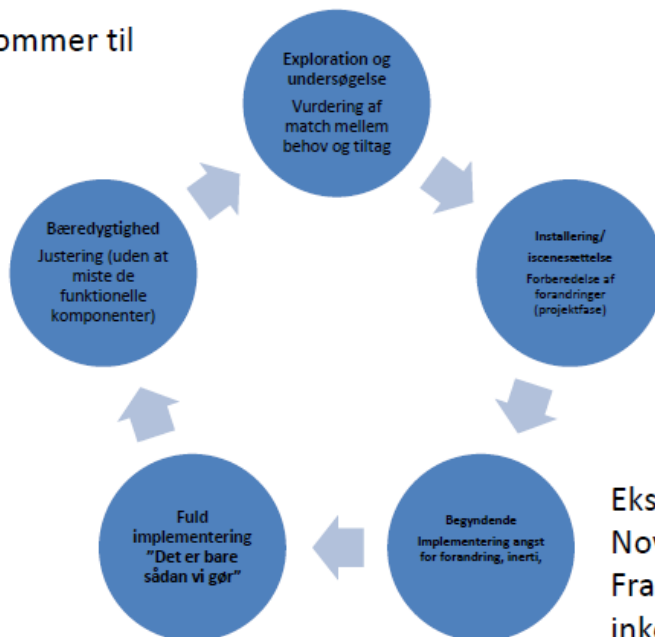 ommer til
Exploration og
undersøgelse
Vurdering af
match mellem
behov og tiltag
Installering/
iscenesættelse
Forberedelse af
forandringer
(projektfase)
Begyndende
Implementering angst
for forandring, inerti,
Fuld
implementering
”Det er bare
sådan vi gør”
Bæredygtighed
Justering (uden at
miste de
funktionelle
komponenter)
Eks
Nov
Fra
ink